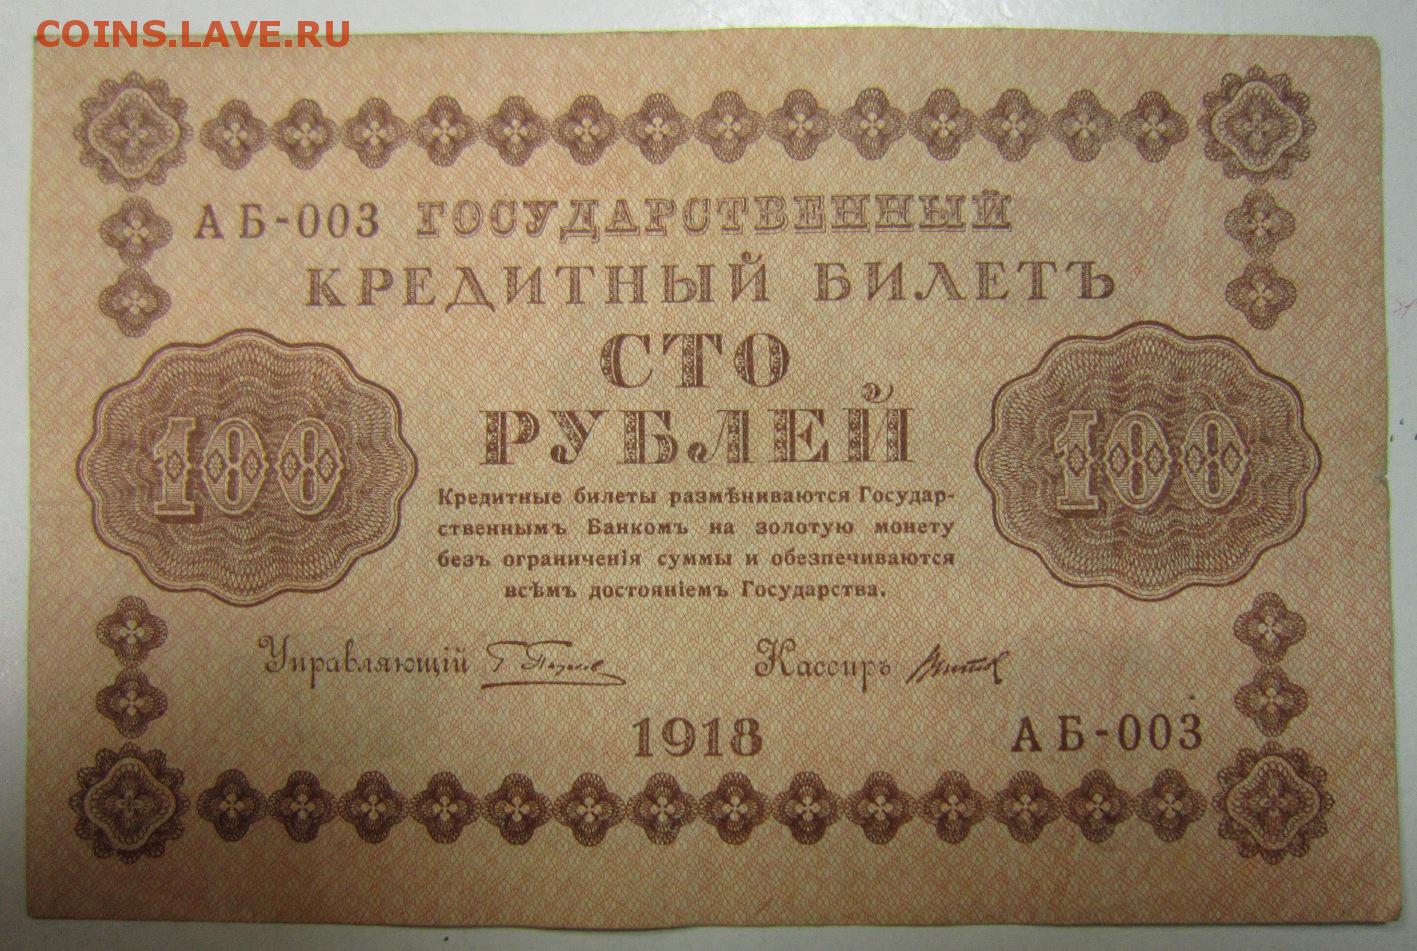 COINS.LAVE.RU
АБ-003 ГОСУДАРСТВЕННЫЙ
КРЕДИТНЫЙ БИЛЕТЪ
СТО
РУБЛЕЙ
100
100
Кредитные билеты размѣниваются Государ-
ственнымъ Банкомъ на золотую монету
безъ ограниченія суммы и обезпечиваются
всѣмъ достояніемъ Государства.
Управляющій
Кассиръ
1918
АБ-003